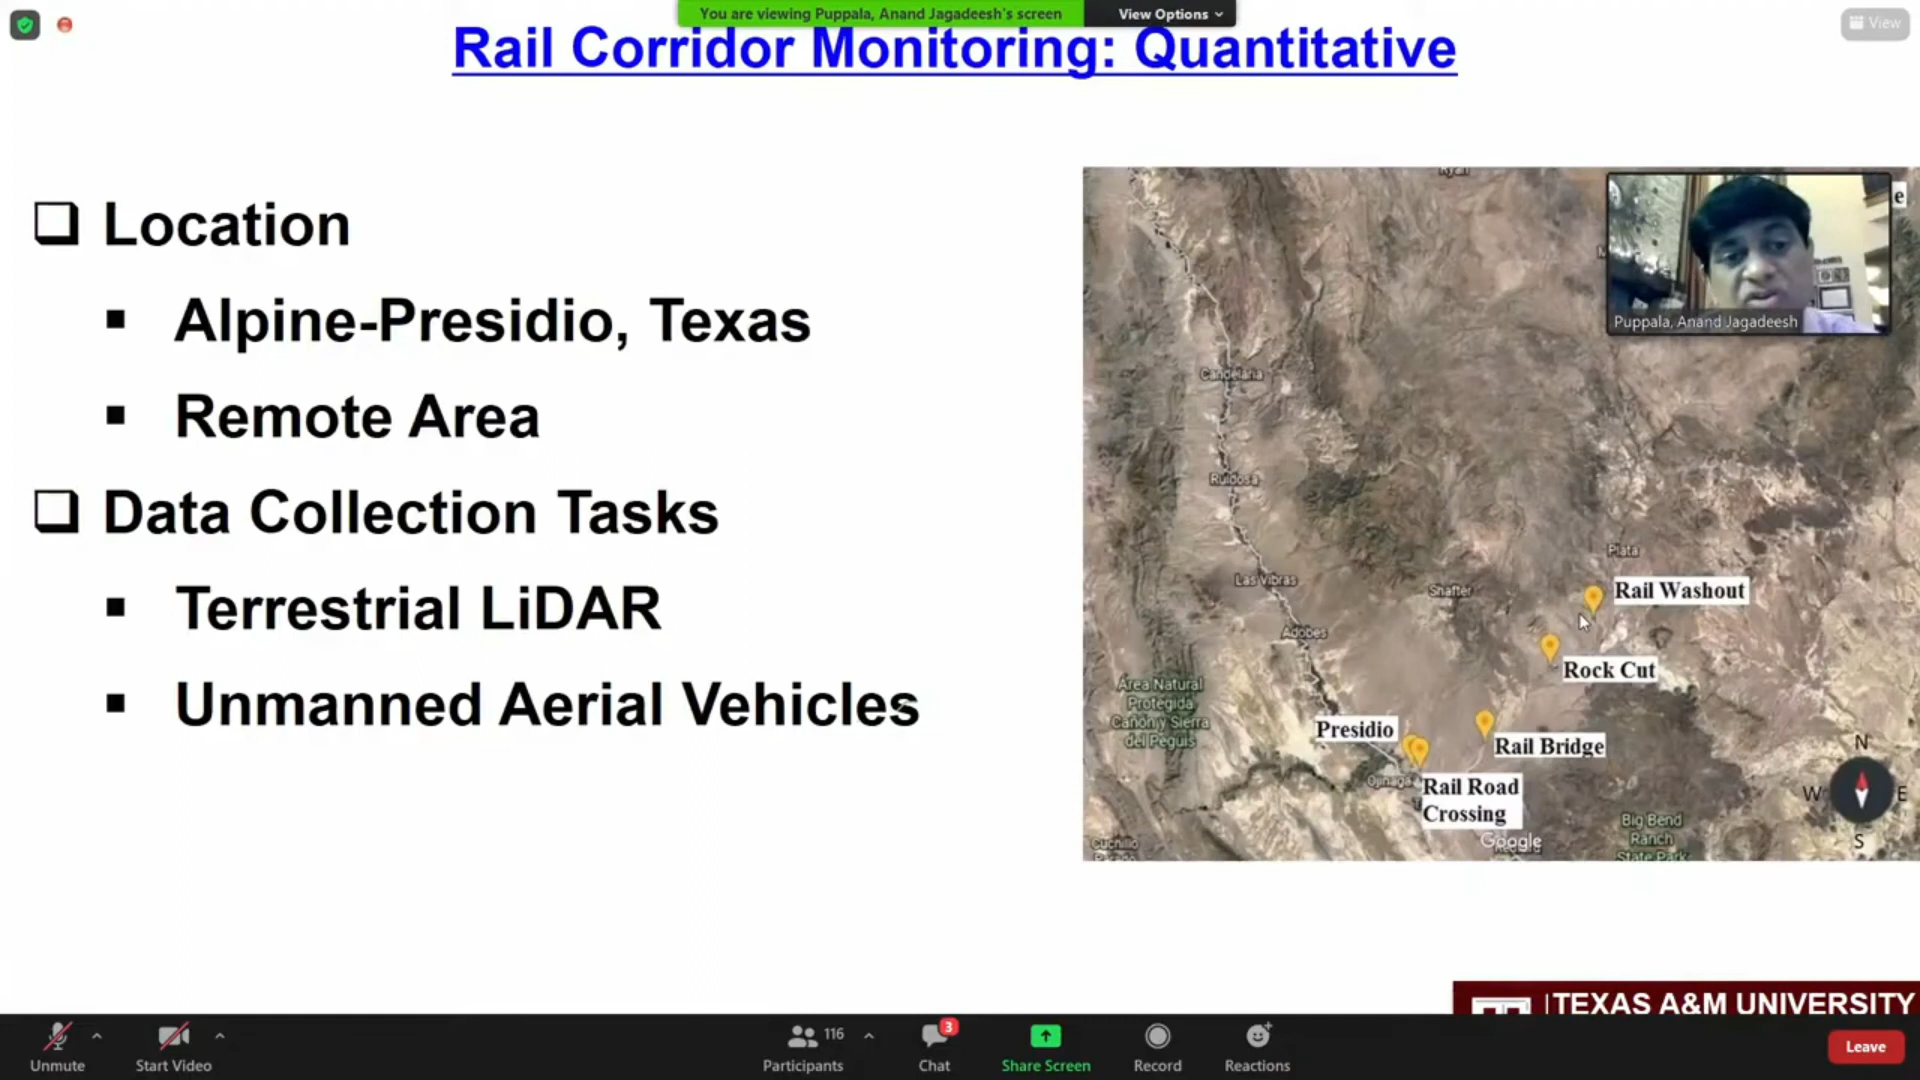 You are viewing Puppala, Anand Jagadeesh's screen
View Options
View
Rail Corridor Monitoring: Quantitative
Location
Alpine-Presidio, Texas
Remote Area
Data Collection Tasks
Terrestrial LiDAR
Unmanned Aerial Vehicles
e
Puppala, Anand Jagadeesh
Candelaria
Ruidosa
Plata
Las Vibras
Shafter
Rail Washout
Adobes
Rock Cut
Área Natural
Protegida
Cañon y Sierra
del Peguis
Presidio
Rail Bridge
Ojinaga
Rail Road
Crossing
Google
Big Bend
Ranch
State Park
N
W
E
S
Cuchillo
TEXAS A&M UNIVERSITY
Unmute
Start Video
116
Participants
3
Chat
Share Screen
Record
Reactions
Leave